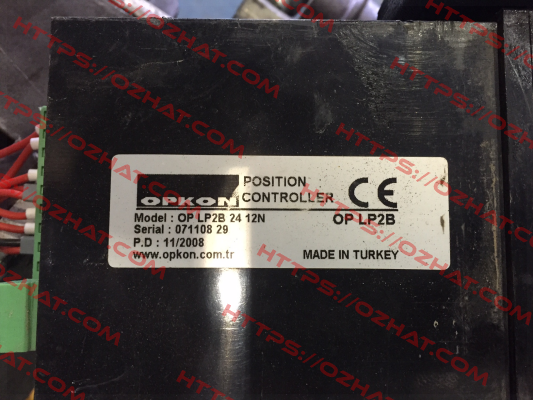 OPKON
POSITION
CONTROLLER
CE
Model : OP LP2B 24 12N
OP LP2B
Serial : 071108 29
P.D : 11/2008
www.opkon.com.tr
MADE IN TURKEY
HTTPS://OZHAT.COM